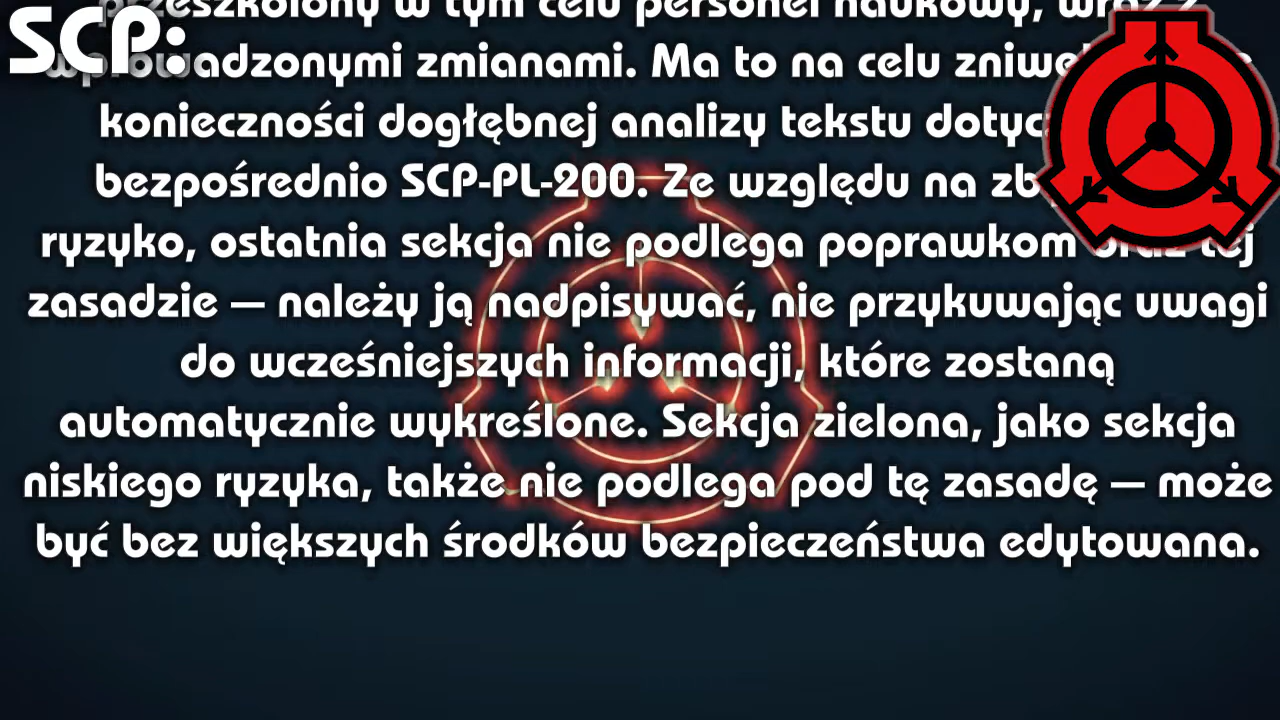 SCP:
przeszkolony w tym celu personel naukowy, wraz z
wprowadzonymi zmianami. Ma to na celu
konieczności dogłębnej analizy tekstu
bezpośrednio SCP-PL-200. Ze względu na
ryzyko, ostatnia sekcja nie podlega poprawkom oraz tej
zasadzie — należy ją nadpisywać, nie przykuwając uwagi
do wcześniejszych informacji, które zostaną
automatycznie wykreślone. Sekcja zielona, jako sekcja
niskiego ryzyka, także nie podlega pod tę zasadę — może
być bez większych środków bezpieczeństwa edytowana.